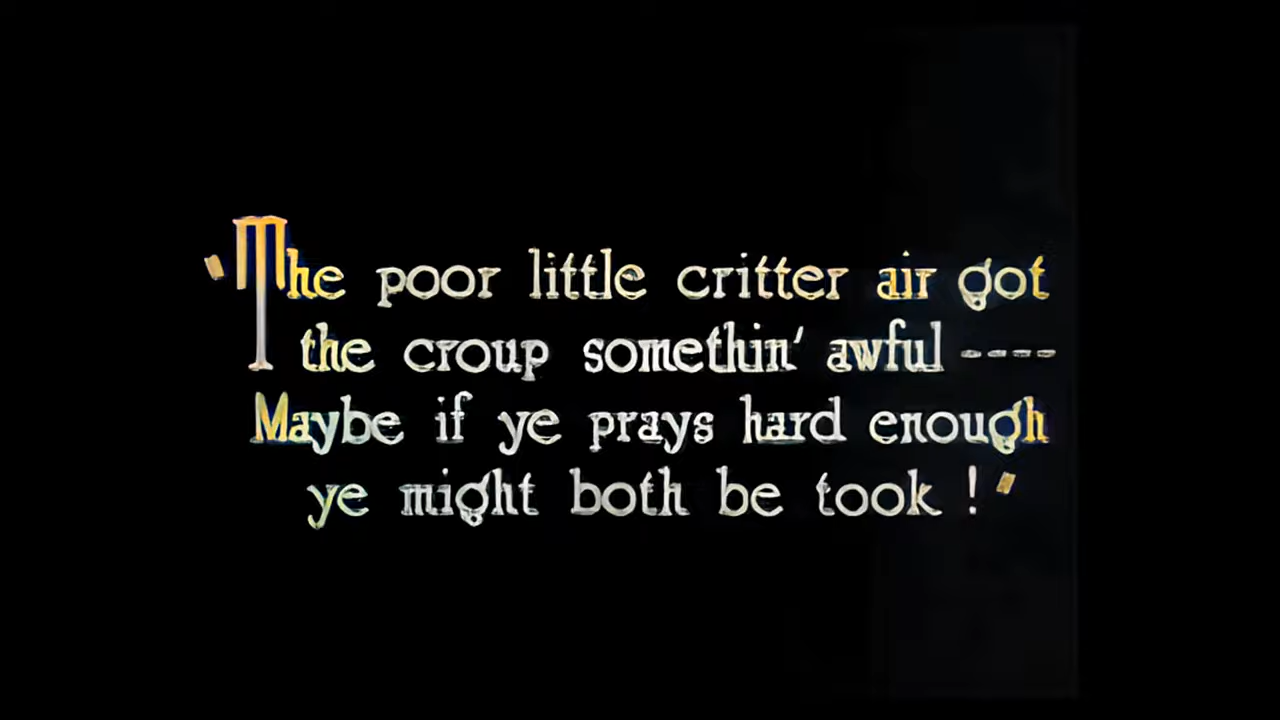 "The poor little critter air got
the croup somethin' awful ----
Maybe if ye prays hard enough
ye might both be took !"